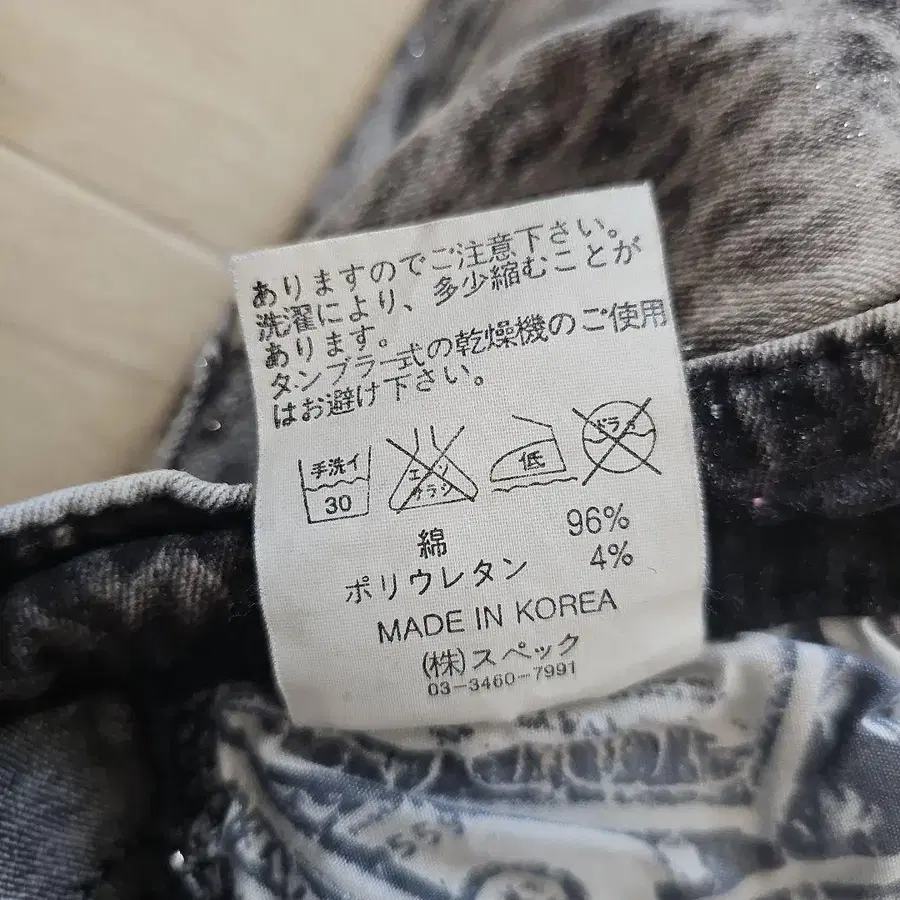 ありますのでご注意下さい。
洗濯により、多少縮むことが
あります。
タンブラー式の乾燥機のご使用
はお避け下さい。
手洗イ
30
エンソ
サラシ
低
ドライ
綿 96%
ポリウレタン 4%
MADE IN KOREA
(株)スペック
03-3460-7991